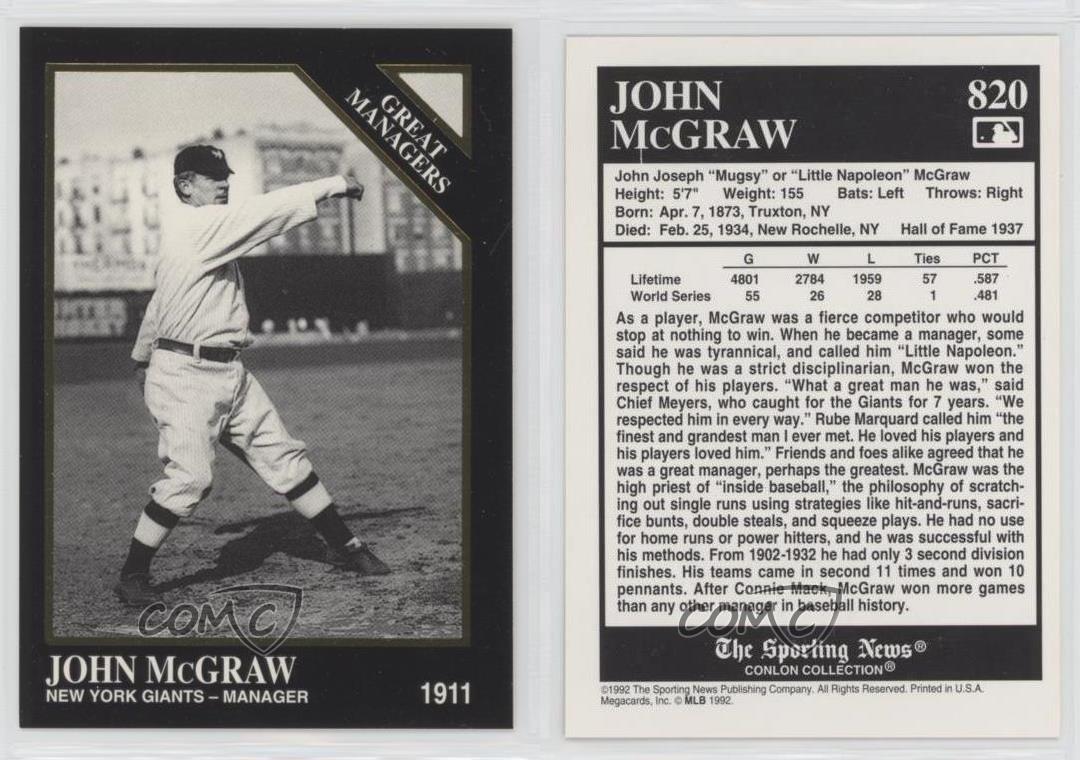 GREAT
MANAGERS
JOHN McGRAW
NEW YORK GIANTS – MANAGER
1911
COMC
JOHN
McGRAW
820
John Joseph “Mugsy” or “Little Napoleon” McGraw
Height: 5'7" Weight: 155 Bats: Left Throws: Right
Born: Apr. 7, 1873, Truxton, NY
Died: Feb. 25, 1934, New Rochelle, NY Hall of Fame 1937
G W L Ties PCT
Lifetime 4801 2784 1959 57 .587
World Series 55 26 28 1 .481
As a player, McGraw was a fierce competitor who would
stop at nothing to win. When he became a manager, some
said he was tyrannical, and called him “Little Napoleon.”
Though he was a strict disciplinarian, McGraw won the
respect of his players. “What a great man he was,” said
Chief Meyers, who caught for the Giants for 7 years. “We
respected him in every way.” Rube Marquard called him “the
finest and grandest man I ever met. He loved his players and
his players loved him.” Friends and foes alike agreed that he
was a great manager, perhaps the greatest. McGraw was the
high priest of “inside baseball,” the philosophy of scratch-
ing out single runs using strategies like hit-and-runs, sacri-
fice bunts, double steals, and squeeze plays. He had no use
for home runs or power hitters, and he was successful with
his methods. From 1902-1932 he had only 3 second division
finishes. His teams came in second 11 times and won 10
pennants. After Connie Mack, McGraw won more games
than any other manager in baseball history.
COMC
The Sporting News®
CONLON COLLECTION®
©1992 The Sporting News Publishing Company. All Rights Reserved. Printed in U.S.A.
Megacards, Inc. © MLB 1992.